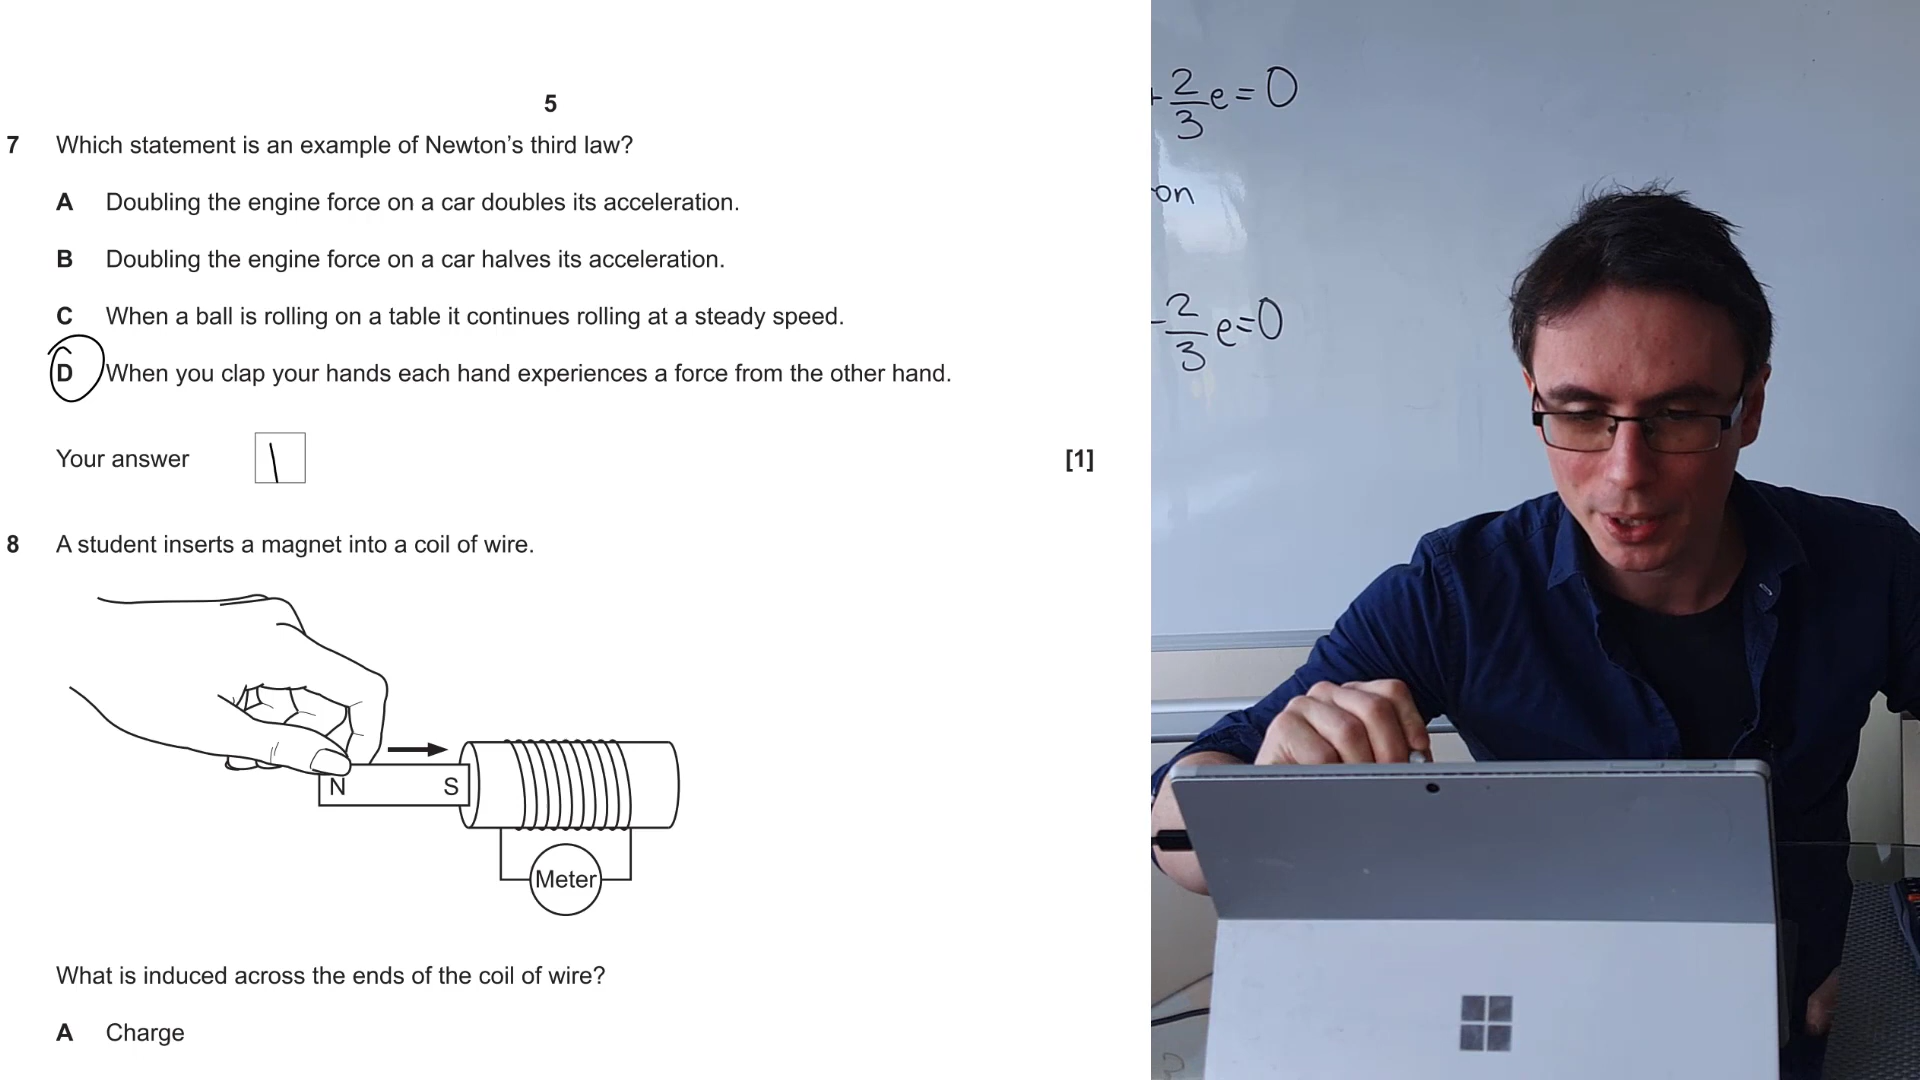 5
7 Which statement is an example of Newton’s third law?
A Doubling the engine force on a car doubles its acceleration.
B Doubling the engine force on a car halves its acceleration.
C When a ball is rolling on a table it continues rolling at a steady speed.
D When you clap your hands each hand experiences a force from the other hand.
Your answer
[1]
8 A student inserts a magnet into a coil of wire.
N S
Meter
What is induced across the ends of the coil of wire?
A Charge
+2/3e=0
on
-2/3e=0